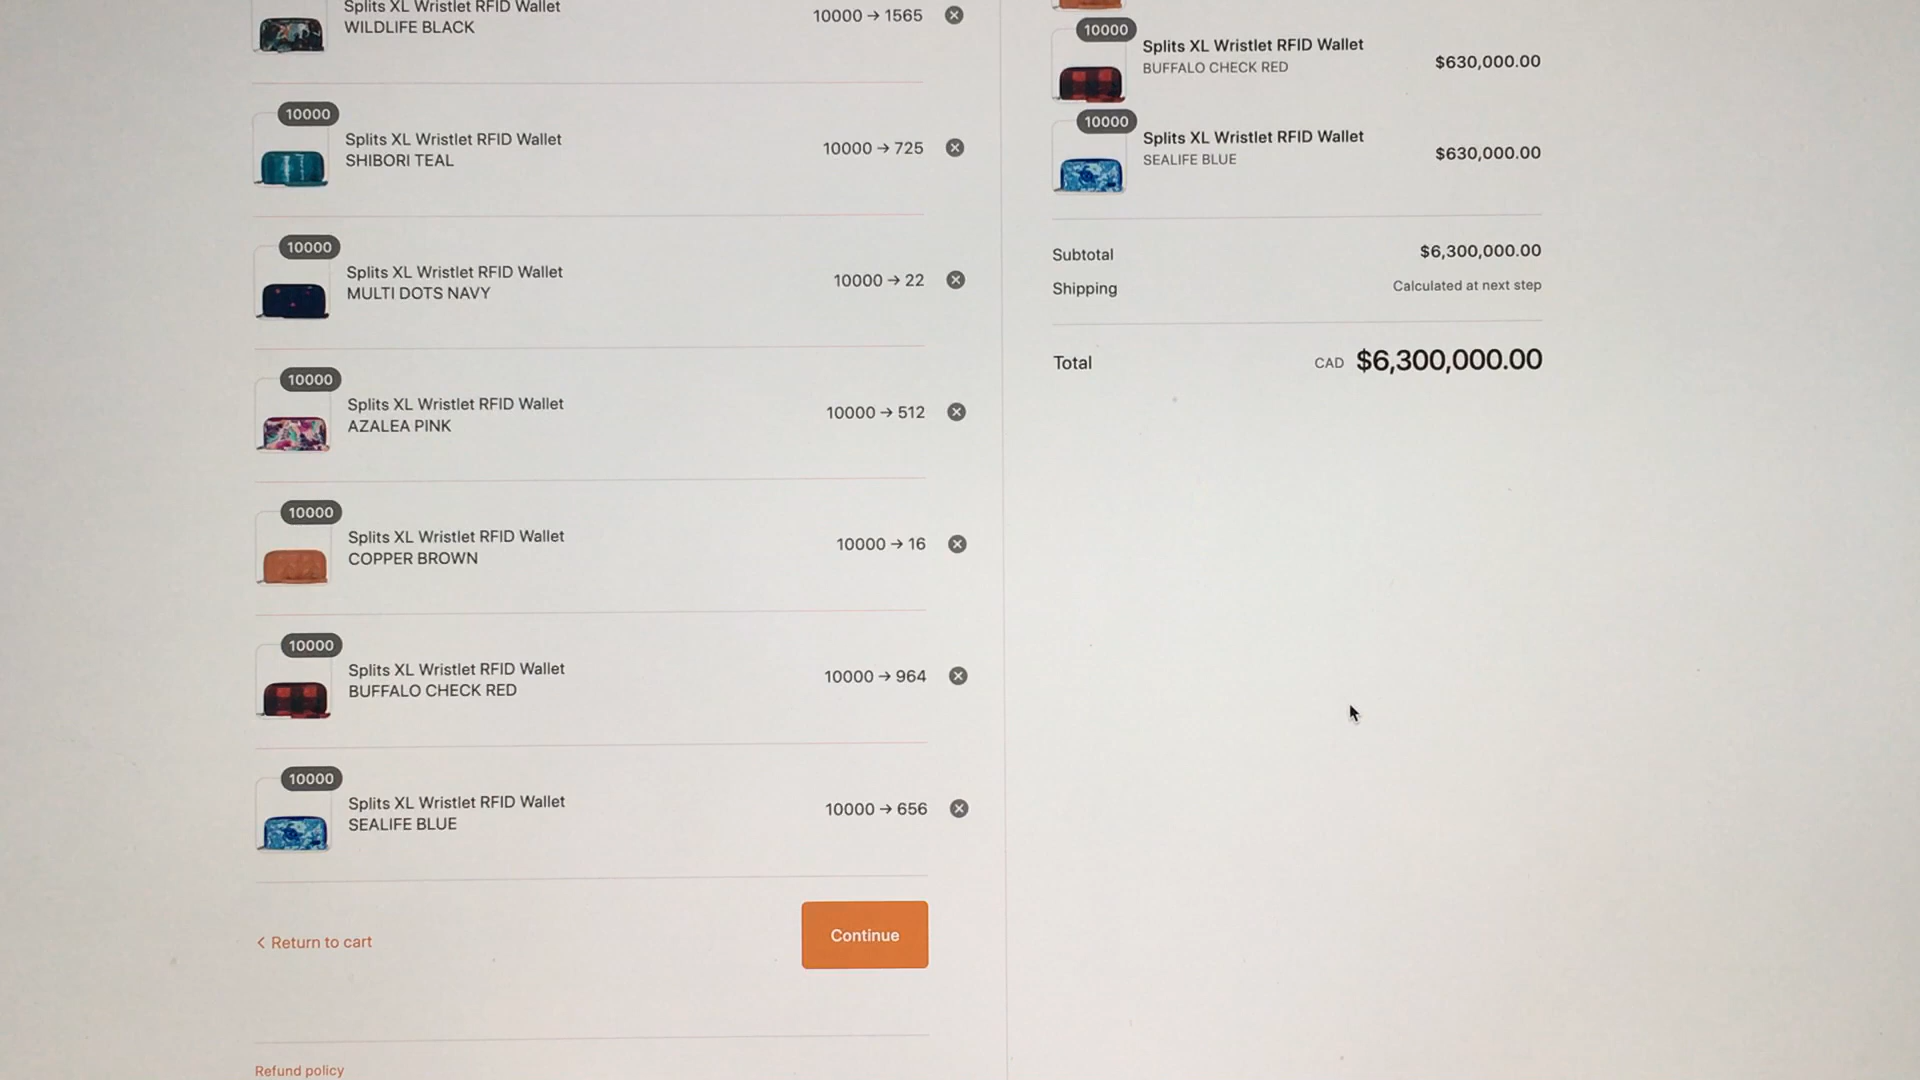 Splits XL Wristlet RFID Wallet
WILDLIFE BLACK
10000 → 1565
10000
Splits XL Wristlet RFID Wallet
SHIBORI TEAL
10000 → 725
10000
Splits XL Wristlet RFID Wallet
MULTI DOTS NAVY
10000 → 22
10000
Splits XL Wristlet RFID Wallet
AZALEA PINK
10000 → 512
10000
Splits XL Wristlet RFID Wallet
COPPER BROWN
10000 → 16
10000
Splits XL Wristlet RFID Wallet
BUFFALO CHECK RED
10000 → 964
10000
Splits XL Wristlet RFID Wallet
SEALIFE BLUE
10000 → 656
< Return to cart
Continue
Refund policy
10000
Splits XL Wristlet RFID Wallet
BUFFALO CHECK RED
$630,000.00
10000
Splits XL Wristlet RFID Wallet
SEALIFE BLUE
$630,000.00
Subtotal
$6,300,000.00
Shipping
Calculated at next step
Total
CAD $6,300,000.00